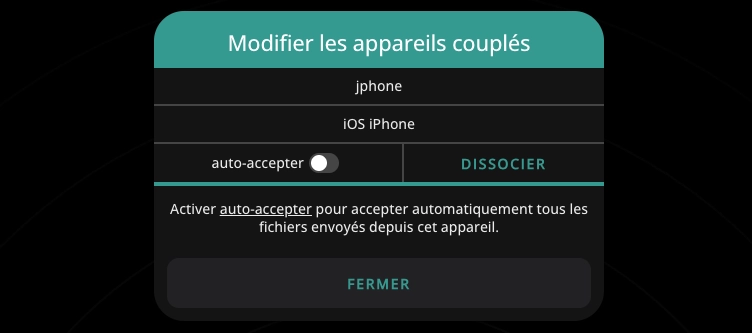 Modifier les appareils couplés
jphone
iOS iPhone
auto-accepter
DISSOCIER
Activer auto-accepter pour accepter automatiquement tous les
fichiers envoyés depuis cet appareil.
FERMER